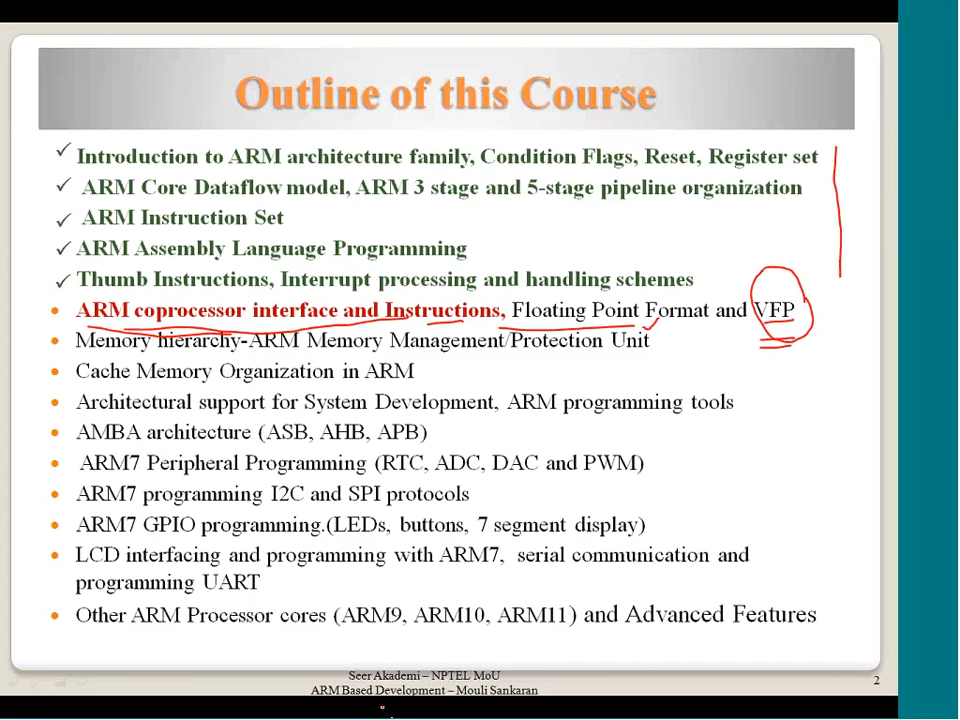 Outline of this Course
Introduction to ARM architecture family, Condition Flags, Reset, Register set
ARM Core Dataflow model, ARM 3 stage and 5-stage pipeline organization
ARM Instruction Set
ARM Assembly Language Programming
Thumb Instructions, Interrupt processing and handling schemes
ARM coprocessor interface and Instructions, Floating Point Format and VFP
Memory hierarchy-ARM Memory Management/Protection Unit
Cache Memory Organization in ARM
Architectural support for System Development, ARM programming tools
AMBA architecture (ASB, AHB, APB)
ARM7 Peripheral Programming (RTC, ADC, DAC and PWM)
ARM7 programming I2C and SPI protocols
ARM7 GPIO programming.(LEDs, buttons, 7 segment display)
LCD interfacing and programming with ARM7, serial communication and
programming UART
Other ARM Processor cores (ARM9, ARM10, ARM11) and Advanced Features
Seer Akademi – NPTEL MoU
ARM Based Development – Mouli Sankaran
2